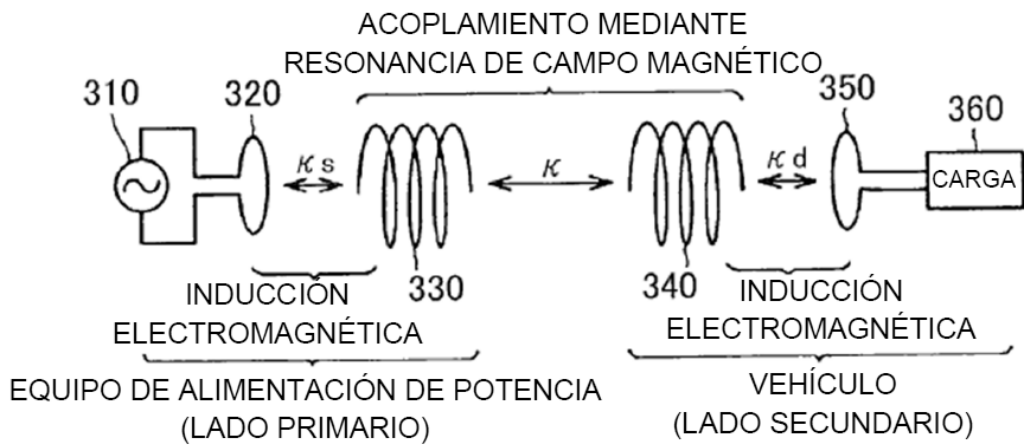 ACOPLAMIENTO MEDIANTE
RESONANCIA DE CAMPO MAGNÉTICO
310
320
350
360
κs
κ
κd
CARGA
330
340
INDUCCIÓN
ELECTROMAGNÉTICA
INDUCCIÓN
ELECTROMAGNÉTICA
EQUIPO DE ALIMENTACIÓN DE POTENCIA
(LADO PRIMARIO)
VEHÍCULO
(LADO SECUNDARIO)